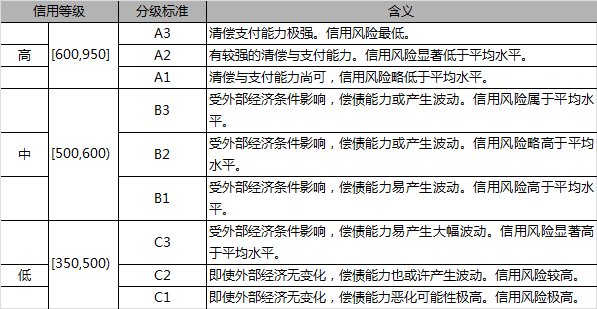 信用等级 分级标准 含义
A3 清偿支付能力极强。信用风险最低。
高 [600,950] A2 有较强的清偿与支付能力。信用风险显著低于平均水平。
A1 清偿与支付能力尚可，信用风险略低于平均水平。
B3 受外部经济条件影响，偿债能力或产生波动。信用风险属于平均水
平。
中 [500,600) B2 受外部经济条件影响，偿债能力或产生波动。信用风险略高于平均
水平。
B1 受外部经济条件影响，偿债能力易产生波动。信用风险高于平均水
平。
C3 受外部经济条件影响，偿债能力易产生大幅波动。信用风险显著高
于平均水平。
低 [350,500) C2 即使外部经济无变化，偿债能力也或许产生波动。信用风险较高。
C1 即使外部经济无变化，偿债能力恶化可能性极高。信用风险极高。